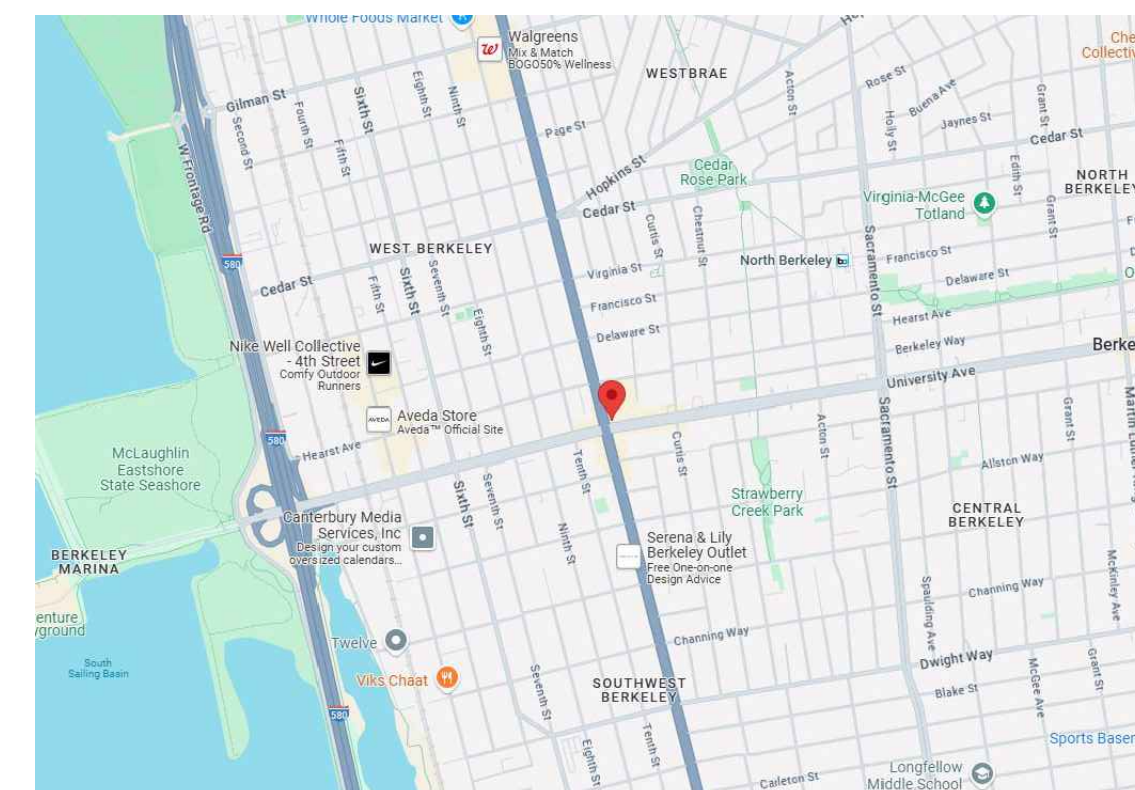 Whole Foods Market
Walgreens
Mix & Match
BOGO50% Wellness
WESTBRAE
Gilman St
Second St
Fourth St
Fifth St
Sixth St
Eighth St
Ninth St
Page St
Acton St
Rose St
Buena Ave
Holly St
Jaynes St
Grant St
Cedar St
Edith St
Grant St
W Frontage Rd
Hopkins St
Cedar
Rose Park
Cedar St
NORTH
BERKELEY
Virginia-McGee
Totland
WEST BERKELEY
580
Cedar St
Fifth St
Sixth St
Seventh St
Eighth St
Virginia St
Curtis St
Chestnut St
North Berkeley
Sacramento St
Francisco St
Francisco St
Delaware St
Delaware St
Hearst Ave
Berkeley Way
University Ave
Nike Well Collective
- 4th Street
Comfy Outdoor
Runners
AVEDA
Aveda Store
Aveda™ Official Site
580
Hearst Ave
McLaughlin
Eastshore
State Seashore
Sixth St
Seventh St
Tenth St
Ninth St
Curtis St
Acton St
Sacramento St
Grant St
Allston Way
Strawberry
Creek Park
CENTRAL
BERKELEY
Canterbury Media
Services, Inc
Design your custom
oversized calendars...
Serena & Lily
Berkeley Outlet
Free One-on-one
Design Advice
BERKELEY
MARINA
South
Sailing Basin
Twelve
Viks Chaat
580
Channing Way
Channing Way
Spaulding Ave
McKinley Ave
Dwight Way
Blake St
McGee Ave
Grant St
SOUTHWEST
BERKELEY
Seventh St
Eighth St
Tenth St
Carleton St
Longfellow
Middle School